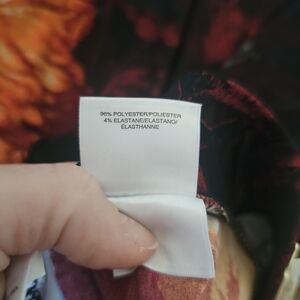 96% POLYESTER/POLIESTER
4% ELASTANE/ELASTANO/
ÉLASTHANNE